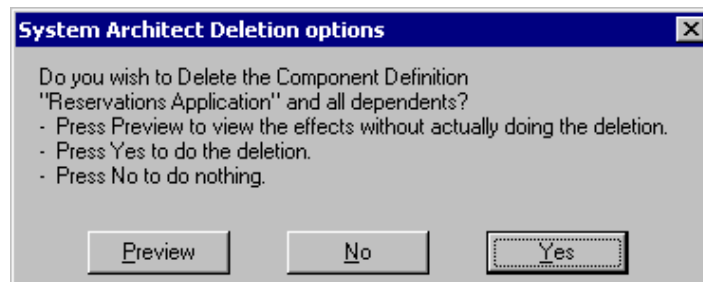 System Architect Deletion options
Do you wish to Delete the Component Definition
"Reservations Application" and all dependents?
- Press Preview to view the effects without actually doing the deletion.
- Press Yes to do the deletion.
- Press No to do nothing.
Preview No Yes